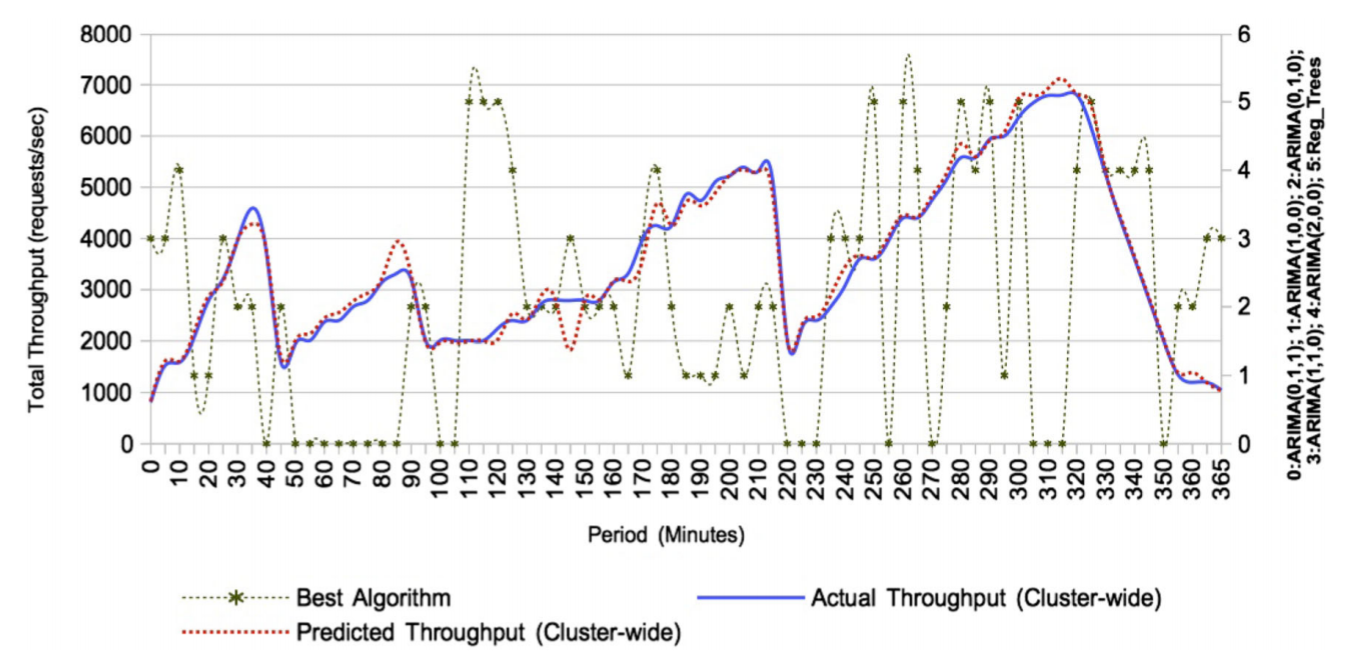 8000
7000
6000
5000
4000
3000
2000
1000
0
Total Throughput (requests/sec)
6
5
4
3
2
1
0
0:ARIMA(0,1,1); 1:ARIMA(1,0,0); 2:ARIMA(0,1,0);
3:ARIMA(1,1,0); 4:ARIMA(2,0,0); 5:Reg_Trees
0 10 20 30 40 50 60 70 80 90 100 110 120 130 140 150 160 170 180 190 200 210 220 230 240 250 260 270 280 290 300 310 320 330 340 350 360 365
Period (Minutes)
Best Algorithm
Actual Throughput (Cluster-wide)
Predicted Throughput (Cluster-wide)